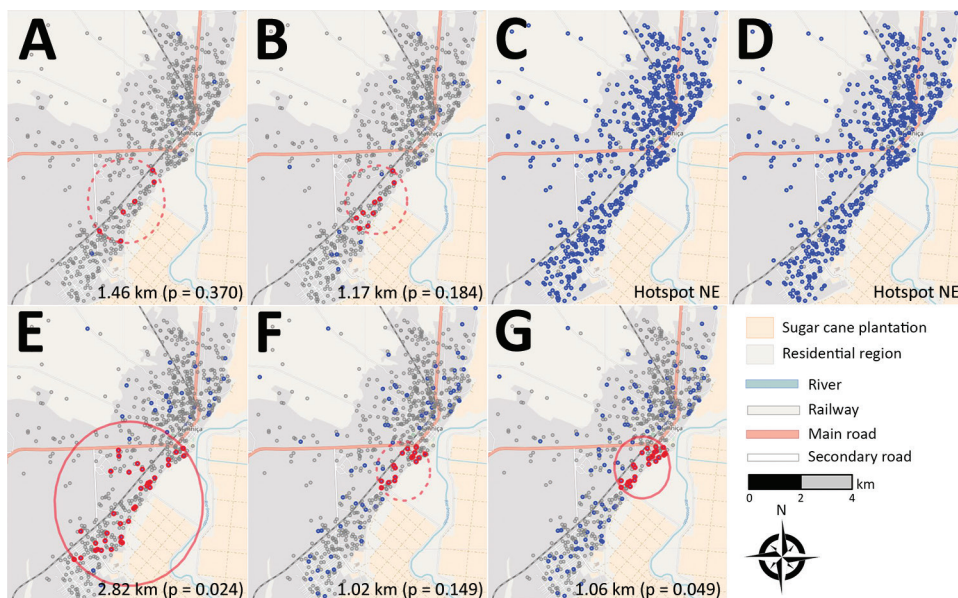 A
B
C
D
1.46 km (p = 0.370)
1.17 km (p = 0.184)
Hotspot NE
Hotspot NE
E
F
G
2.82 km (p = 0.024)
1.02 km (p = 0.149)
1.06 km (p = 0.049)
Sugar cane plantation
Residential region
River
Railway
Main road
Secondary road
0 2 4 km
N